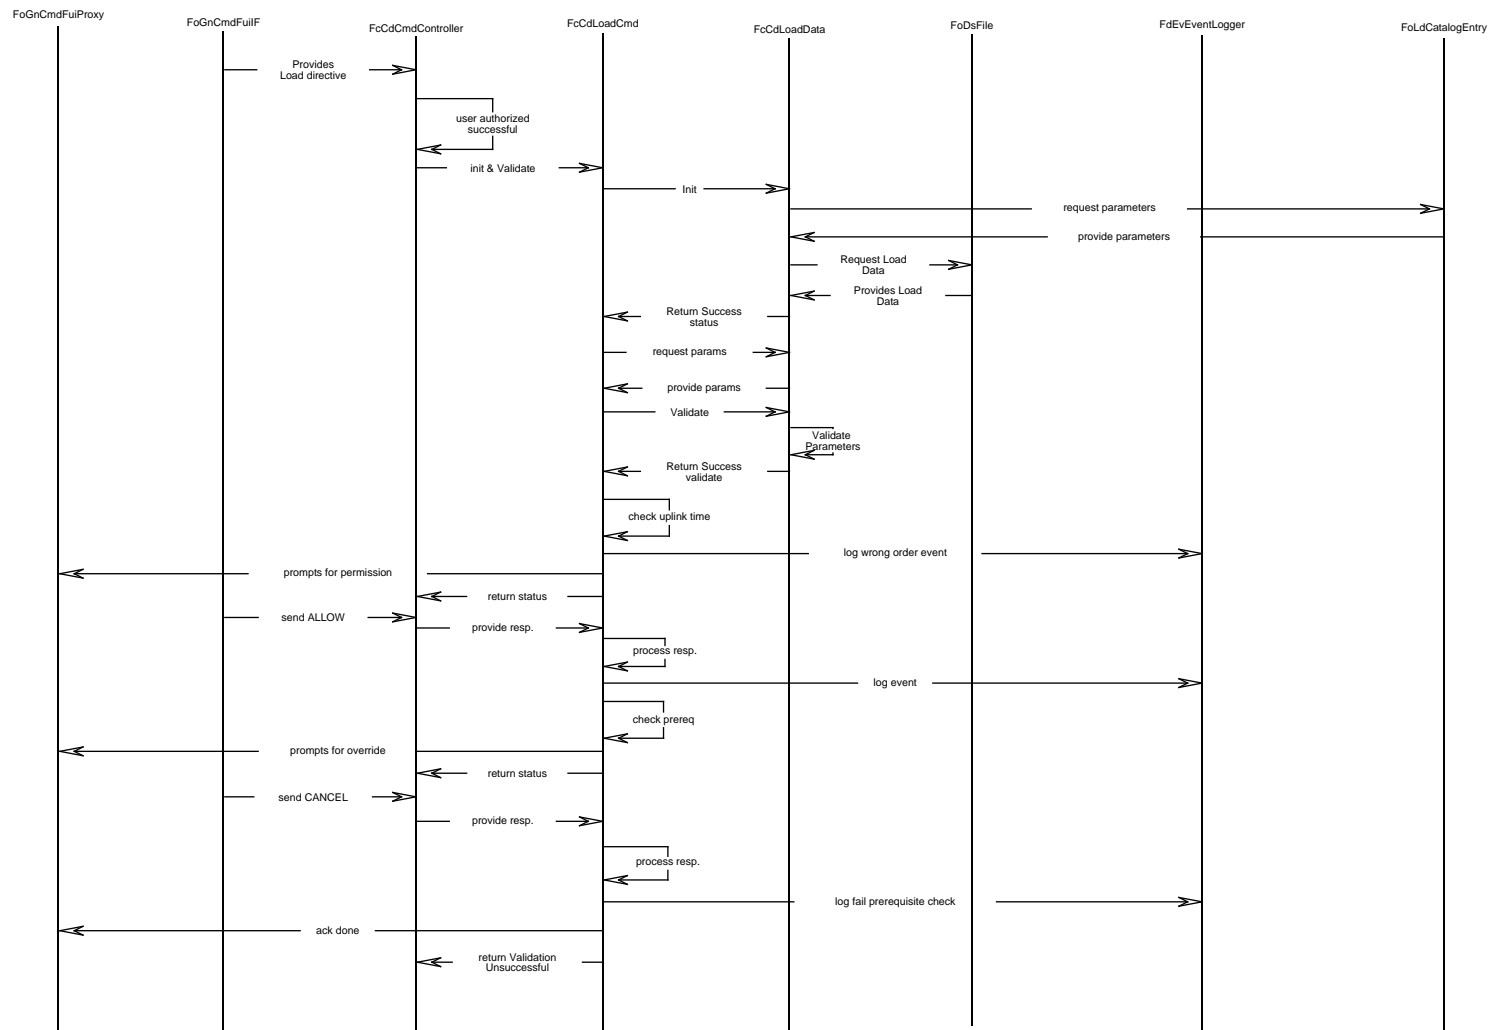 FoGnCmdFuiProxy
FoGnCmdFuiIF
FcCdCmdController
FcCdLoadCmd
FcCdLoadData
FoDsFile
FdEvEventLogger
FoLdCatalogEntry
Provides
Load directive
user authorized
successful
init & Validate
Init
request parameters
provide parameters
Request Load
Data
Provides Load
Data
Return Success
status
request params
provide params
Validate
Validate
Parameters
Return Success
validate
check uplink time
log wrong order event
prompts for permission
return status
send ALLOW
provide resp.
process resp.
log event
check prereq
prompts for override
return status
send CANCEL
provide resp.
process resp.
log fail prerequisite check
ack done
return Validation
Unsuccessful